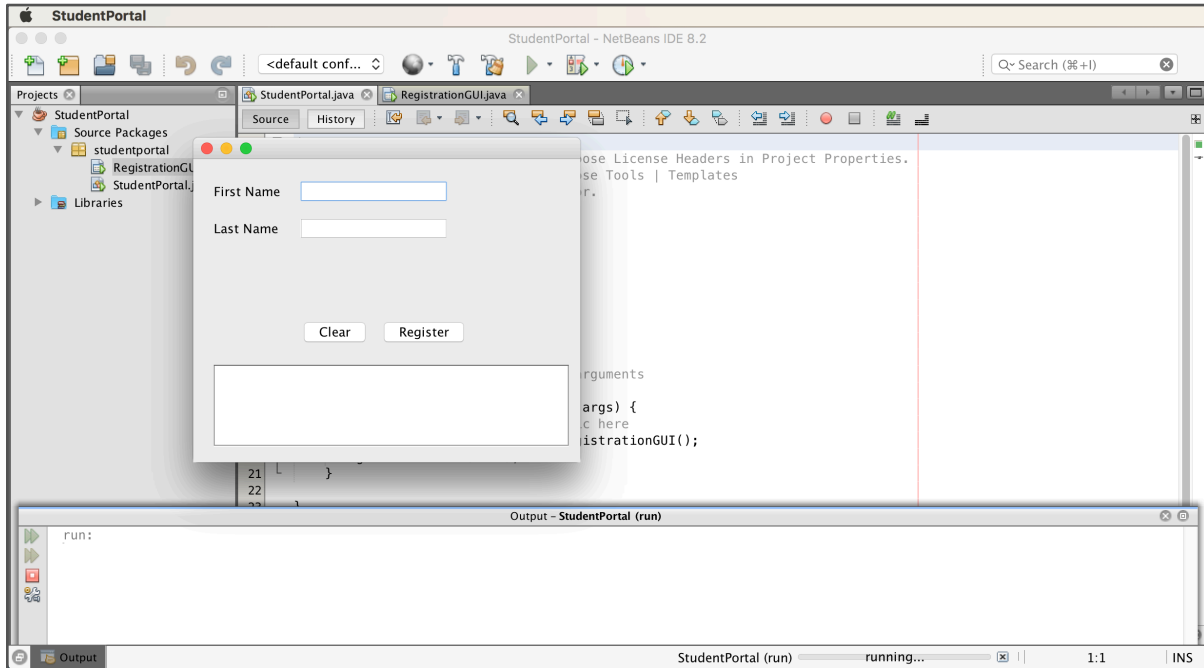 StudentPortal
StudentPortal - NetBeans IDE 8.2
<default conf...
Search (⌘+I)
Projects
StudentPortal.java
RegistrationGUI.java
StudentPortal
Source Packages
studentportal
RegistrationGU
StudentPortal.j
Libraries
Source
History
ose License Headers in Project Properties.
se Tools | Templates
r.
First Name
Last Name
Clear
Register
rguments
args) {
c here
istrationGUI();
21 }
22
Output – StudentPortal (run)
run:
Output
StudentPortal (run)
running...
1:1
INS